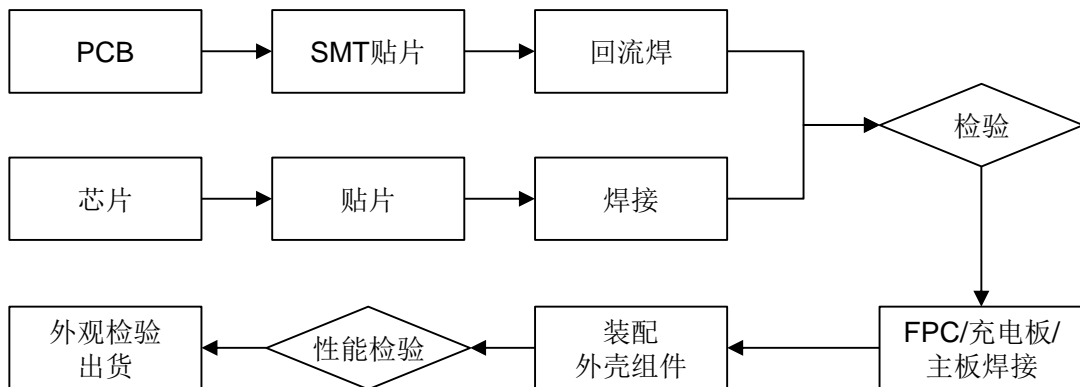 PCB
SMT贴片
回流焊
检验
芯片
贴片
焊接
外观检验
出货
性能检验
装配
外壳组件
FPC/充电板/
主板焊接